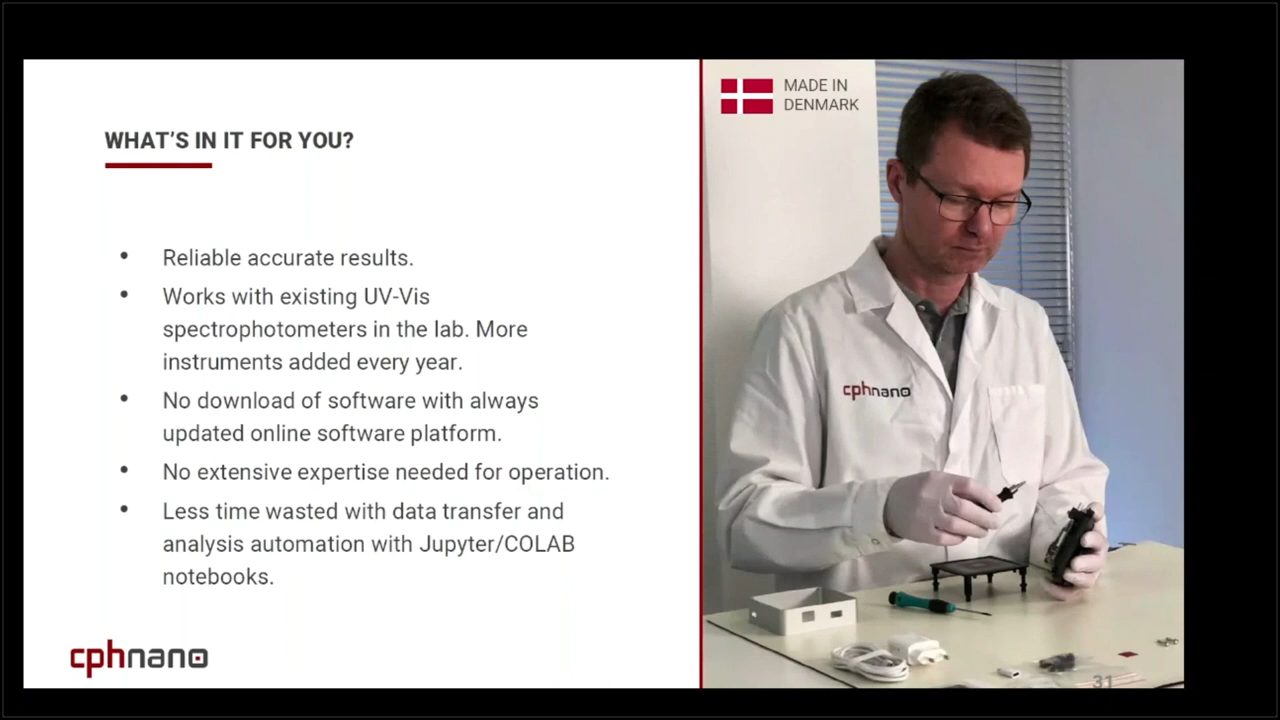 WHAT'S IN IT FOR YOU?
• Reliable accurate results.
• Works with existing UV-Vis
spectrophotometers in the lab. More
instruments added every year.
• No download of software with always
updated online software platform.
• No extensive expertise needed for operation.
• Less time wasted with data transfer and
analysis automation with Jupyter/COLAB
notebooks.
cphnano
MADE IN
DENMARK
cphnano
31